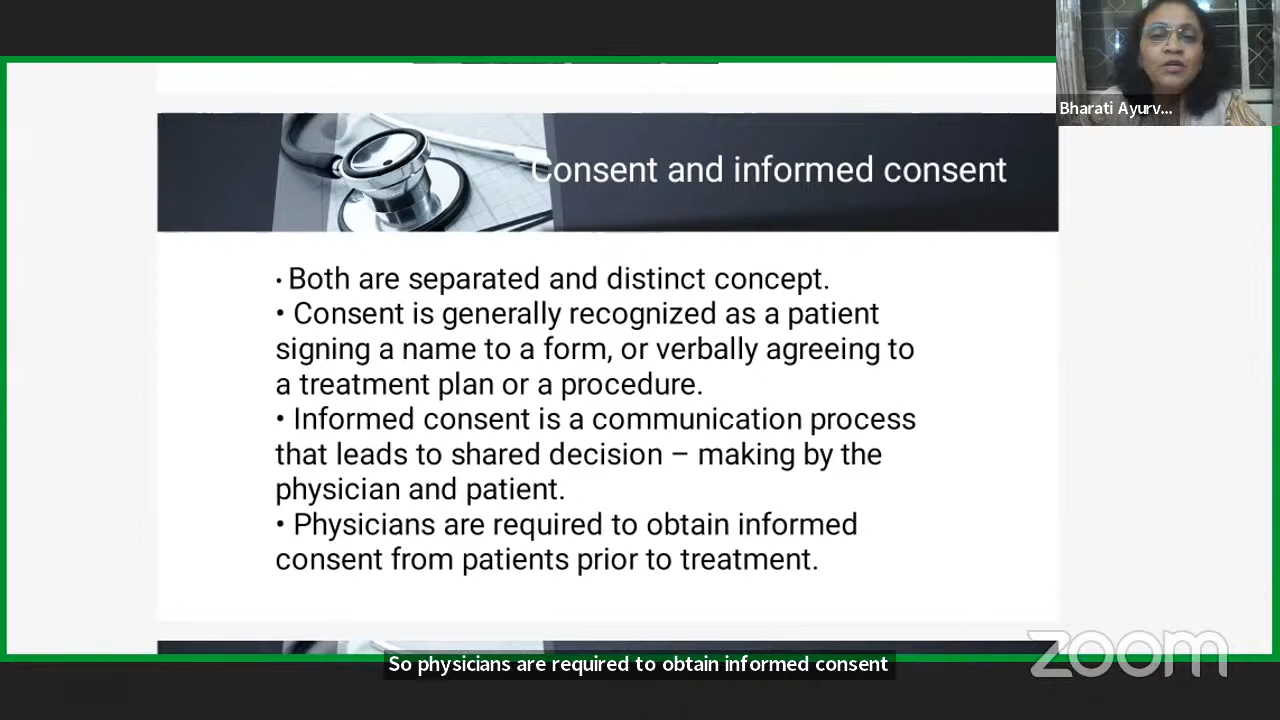 Bharati Ayurv...
Consent and informed consent
• Both are separated and distinct concept.
• Consent is generally recognized as a patient
signing a name to a form, or verbally agreeing to
a treatment plan or a procedure.
• Informed consent is a communication process
that leads to shared decision – making by the
physician and patient.
• Physicians are required to obtain informed
consent from patients prior to treatment.
So physicians are required to obtain informed consent
zoom